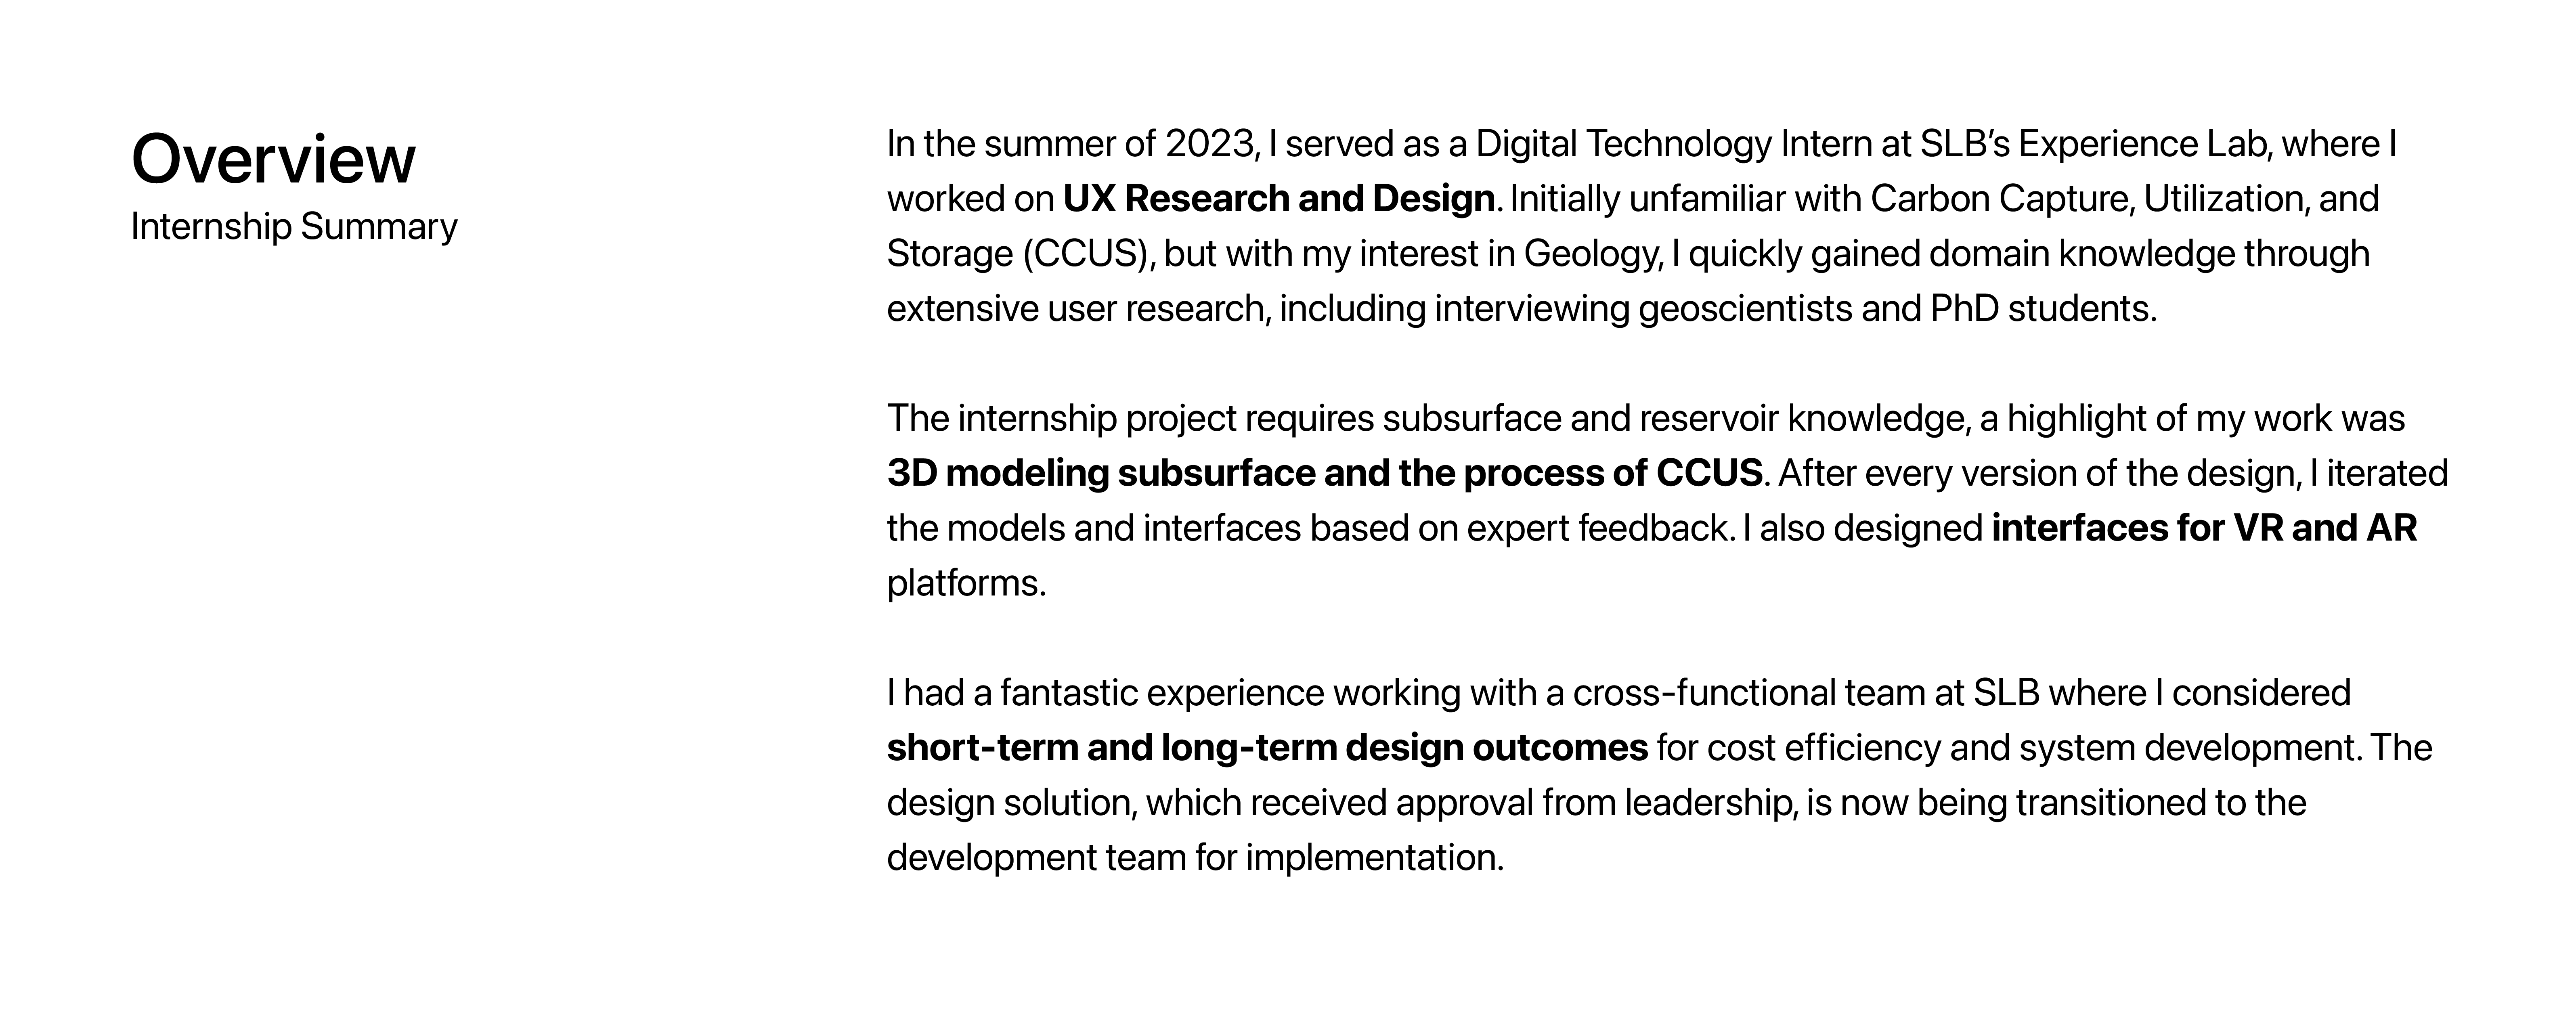 Overview
Internship Summary
In the summer of 2023, I served as a Digital Technology Intern at SLB’s Experience Lab, where I
worked on UX Research and Design. Initially unfamiliar with Carbon Capture, Utilization, and
Storage (CCUS), but with my interest in Geology, I quickly gained domain knowledge through
extensive user research, including interviewing geoscientists and PhD students.
The internship project requires subsurface and reservoir knowledge, a highlight of my work was
3D modeling subsurface and the process of CCUS. After every version of the design, I iterated
the models and interfaces based on expert feedback. I also designed interfaces for VR and AR
platforms.
I had a fantastic experience working with a cross-functional team at SLB where I considered
short-term and long-term design outcomes for cost efficiency and system development. The
design solution, which received approval from leadership, is now being transitioned to the
development team for implementation.